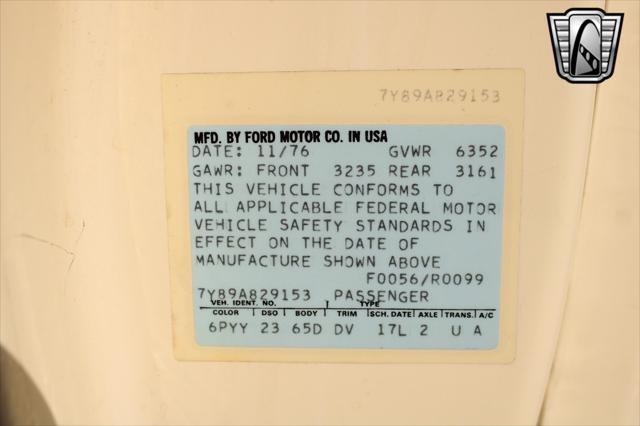 7Y89A829153
MFD. BY FORD MOTOR CO. IN USA
DATE: 11/76 GVWR 6352
GAWR: FRONT 3235 REAR 3161
THIS VEHICLE CONFORMS TO
ALL APPLICABLE FEDERAL MOTOR
VEHICLE SAFETY STANDARDS IN
EFFECT ON THE DATE OF
MANUFACTURE SHOWN ABOVE
F0056/R0099
7Y89A829153 PASSENGER
VEH. IDENT. NO. TYPE
COLOR DSO BODY TRIM SCH. DATE AXLE TRANS. A/C
6PYY 23 65D DV 17L 2 U A